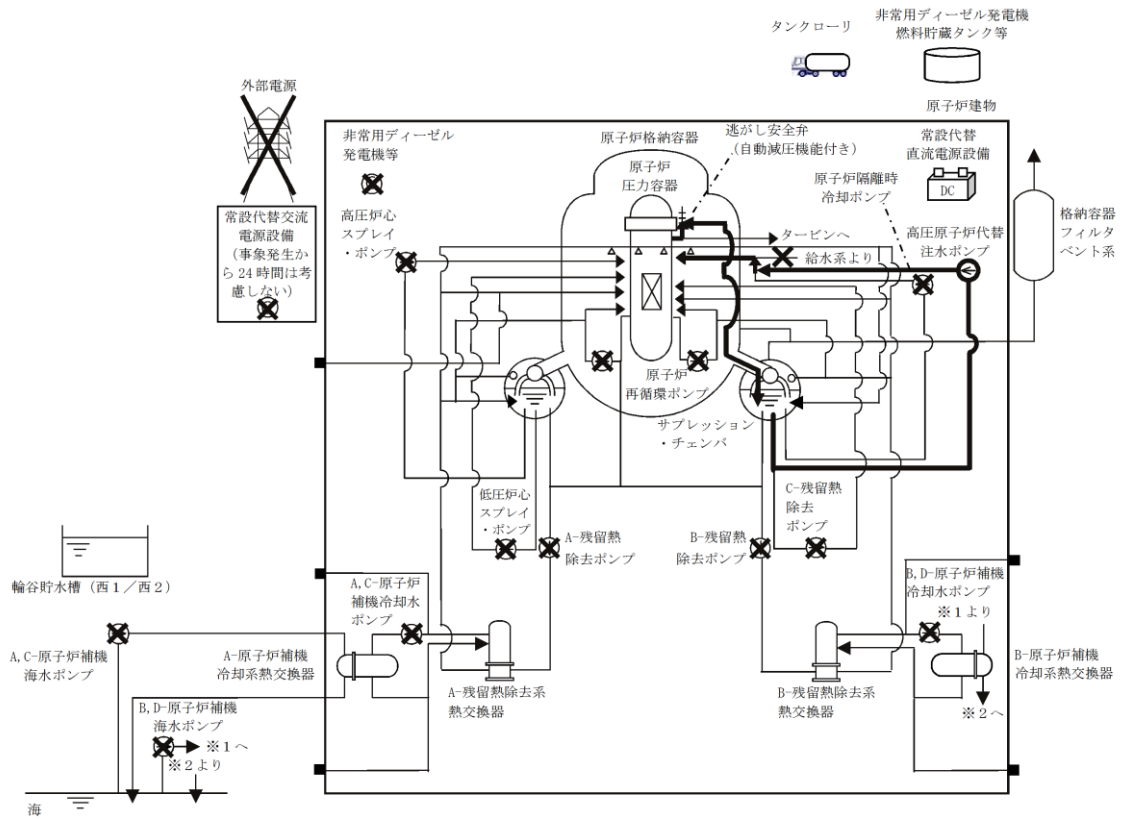 タンクローリ
非常用ディーゼル発電機
燃料貯蔵タンク等
外部電源
原子炉建物
非常用ディーゼル
発電機等
原子炉格納容器
原子炉
圧力容器
逃がし安全弁
(自動減圧機能付き)
常設代替
直流電源設備
DC
原子炉隔離時
冷却ポンプ
常設代替交流
電源設備
(事象発生か
ら24時間は考
慮しない)
高圧炉心
スプレイ
・ポンプ
タービンへ
給水系より
高圧原子炉代替
注水ポンプ
格納容器
フィルタ
ベント系
原子炉
再循環ポンプ
サプレッション
・チェンバ
低圧炉心
スプレイ
・ポンプ
A-残留熱
除去ポンプ
B-残留熱
除去ポンプ
C-残留熱
除去
ポンプ
輪谷貯水槽(西1/西2)
A,C-原子炉
補機冷却水
ポンプ
B,D-原子炉補機
冷却水ポンプ
※1より
A,C-原子炉補機
海水ポンプ
A-原子炉補機
冷却系熱交換器
A-残留熱除去系
熱交換器
B-残留熱除去系
熱交換器
B-原子炉補機
冷却系熱交換器
※2へ
B,D-原子炉補機
海水ポンプ
※1へ
※2より
海